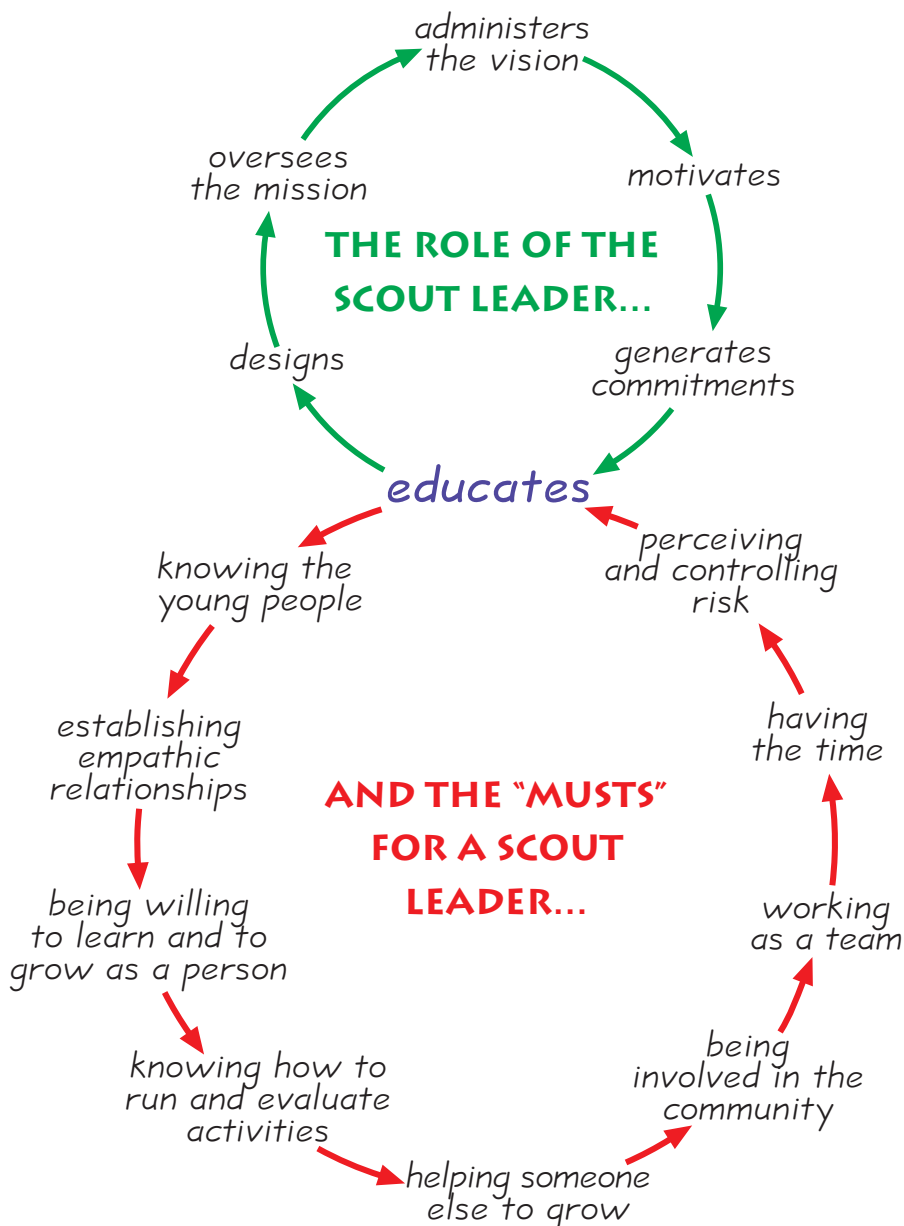 administers
the vision
oversees
the mission
motivates
THE ROLE OF THE
SCOUT LEADER...
designs
generates
commitments
educates
knowing the
young people
perceiving
and controlling
risk
establishing
empathic
relationships
having
the time
AND THE “MUSTS”
FOR A SCOUT
LEADER...
being willing
to learn and to
grow as a person
working
as a team
knowing how to
run and evaluate
activities
being
involved in the
community
helping someone
else to grow